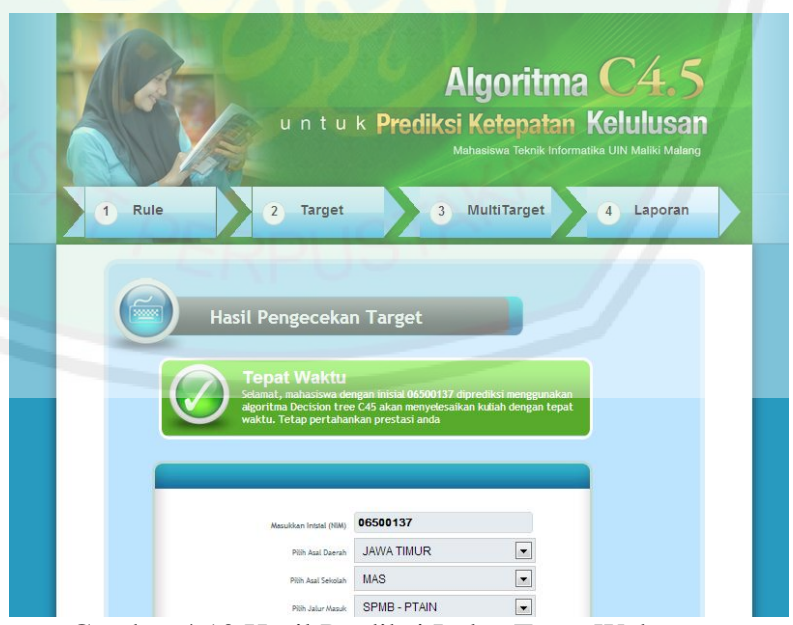 Algoritma C4.5
untuk Prediksi Ketepatan Kelulusan
Mahasiswa Teknik Informatika UIN Maliki Malang
1 Rule
2 Target
3 MultiTarget
4 Laporan
PERPUSTAK
Hasil Pengecekan Target
Tepat Waktu
Selamat, mahasiswa dengan inisial 06500137 diprediksi menggunakan
algoritma Decision tree C45 akan menyelesaikan kuliah dengan tepat
waktu. Tetap pertahankan prestasi anda
Masukkan Inisial (NIM) 06500137
Pilih Asal Daerah JAWA TIMUR
Pilih Asal Sekolah MAS
Pilih Jalur Masuk SPMB - PTAIN